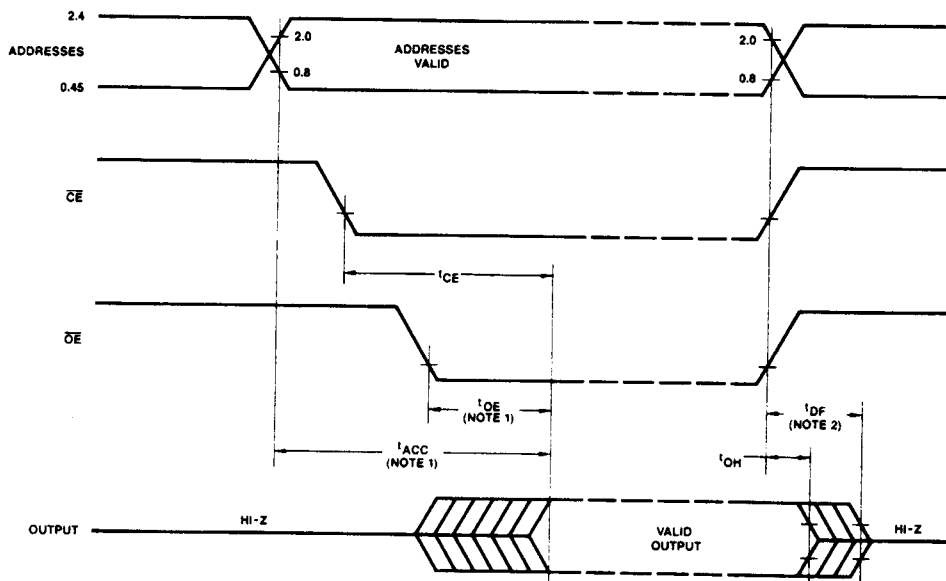 2.4
ADDRESSES
0.45
2.0
0.8
ADDRESSES
VALID
2.0
0.8
CE
tCE
OE
tOE
(NOTE 1)
tACC
(NOTE 1)
tDF
(NOTE 2)
tOH
OUTPUT
HI-Z
VALID
OUTPUT
HI-Z